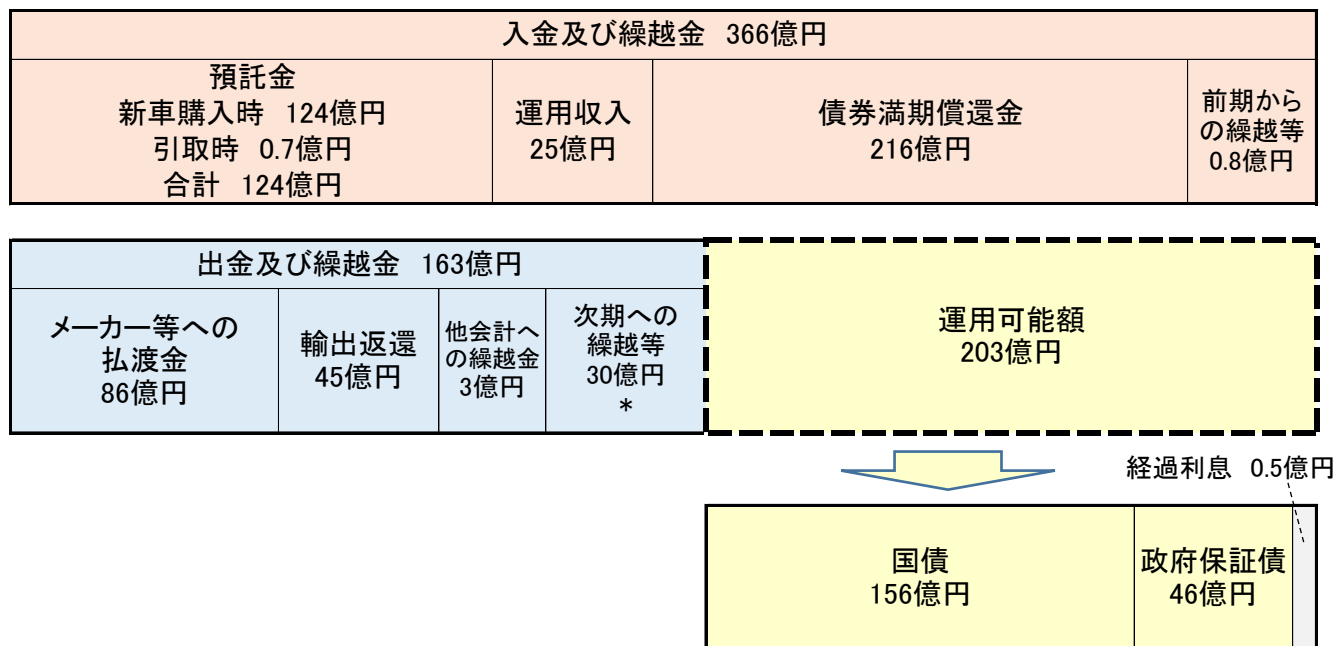 入金及び繰越金 366億円
預託金
新車購入時 124億円
引取時 0.7億円
合計 124億円
運用収入
25億円
債券満期償還金
216億円
前期から
の繰越等
0.8億円
出金及び繰越金 163億円
メーカー等への
払渡金
86億円
輸出返還
45億円
他会計へ
の繰越金
3億円
次期への
繰越等
30億円
*
運用可能額
203億円
経過利息 0.5億円
国債
156億円
政府保証債
46億円